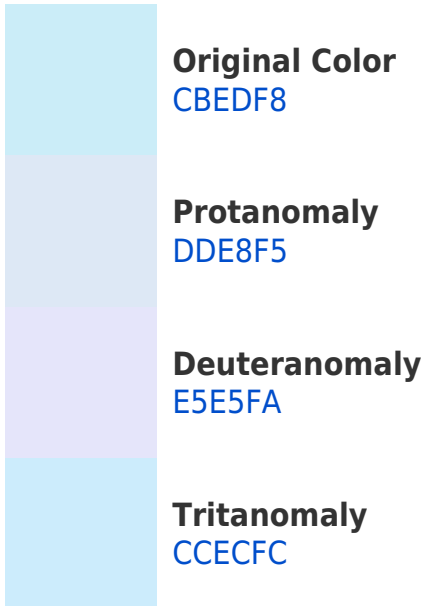 Original Color
CBEDF8
Protanomaly
DDE8F5
Deuteranomaly
E5E5FA
Tritanomaly
CCECFC